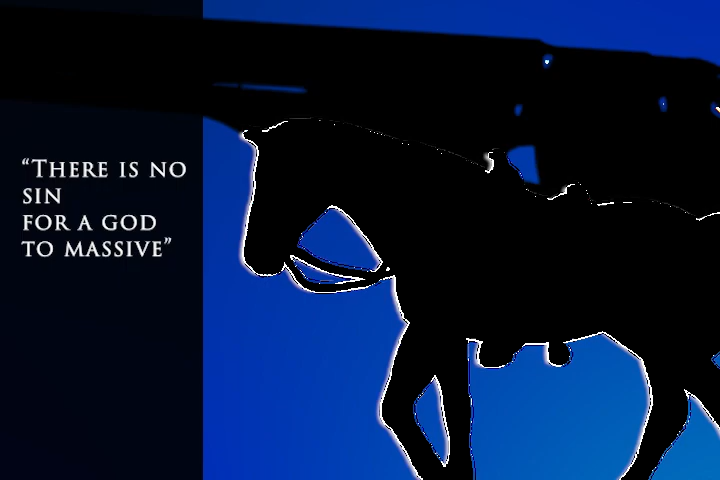 “There is no
sin
for a god
to massive”